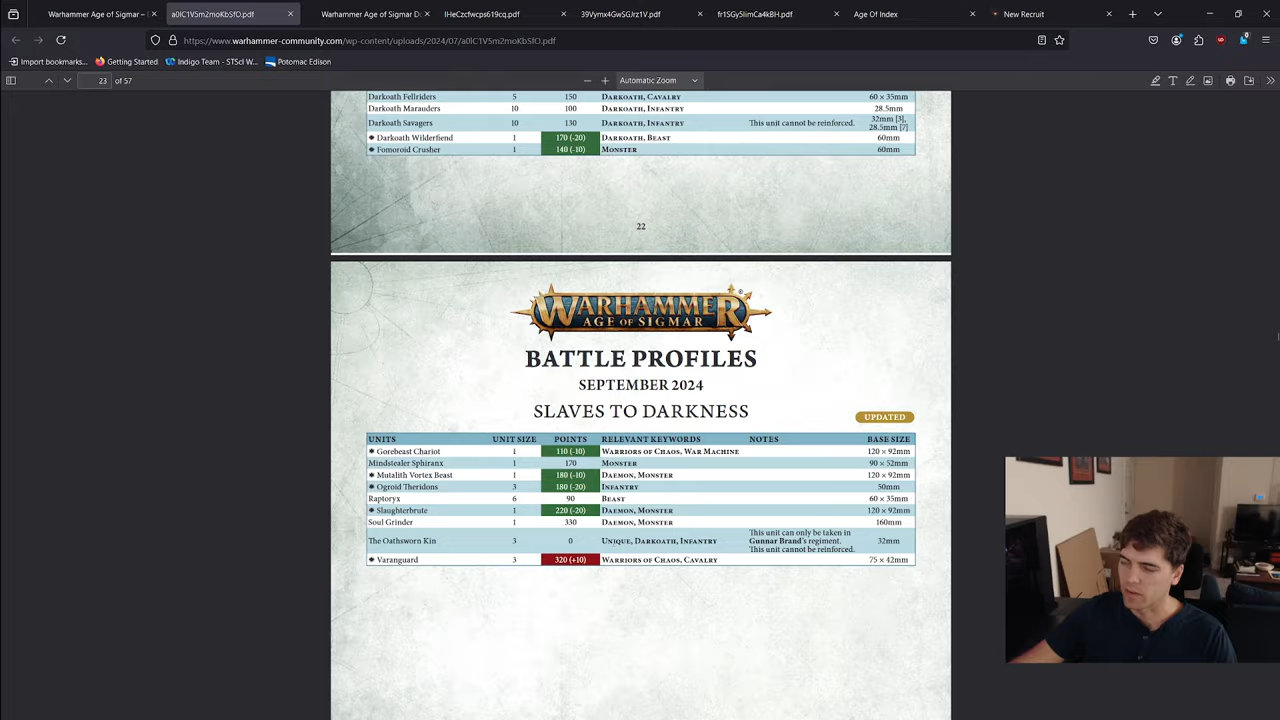 Warhammer Age of Sigmar –
a0lC1V5m2moKbSfO.pdf
Warhammer Age of Sigmar D
IHeCzcfwcps619cq.pdf
39Vymx4GwSGJrz1V.pdf
fr1SGySlimCa4kBH.pdf
Age Of Index
New Recruit
https://www.warhammer-community.com/wp-content/uploads/2024/07/a0lC1V5m2moKbSfO.pdf
Import bookmarks... Getting Started Indigo Team - STScI W... Potomac Edison
23 of 57 Automatic Zoom
Darkoath Fellriders 5 150 DARKOATH, CAVALRY 60 × 35mm
Darkoath Marauders 10 100 DARKOATH, INFANTRY 28.5mm
Darkoath Savagers 10 130 DARKOATH, INFANTRY This unit cannot be reinforced. 32mm [3],
28.5mm [7]
Darkoath Wilderfiend 1 170 (-20) DARKOATH, BEAST 60mm
Fomoroid Crusher 1 140 (-10) MONSTER 60mm
22
WARHAMMER
AGE OF SIGMAR
BATTLE PROFILES
SEPTEMBER 2024
SLAVES TO DARKNESS
UPDATED
UNITS UNIT SIZE POINTS RELEVANT KEYWORDS NOTES BASE SIZE
Gorebeast Chariot 1 110 (-10) WARRIORS OF CHAOS, WAR MACHINE 120 × 92mm
Mindstealer Sphiranx 1 170 MONSTER 90 × 52mm
Mutalith Vortex Beast 1 180 (-10) DAEMON, MONSTER 120 × 92mm
Ogroid Theridons 3 180 (-20) INFANTRY 50mm
Raptoryx 6 90 BEAST 60 × 35mm
Slaughterbrute 1 220 (-20) DAEMON, MONSTER 120 × 92mm
Soul Grinder 1 330 DAEMON, MONSTER 160mm
The Oathsworn Kin 3 0 UNIQUE, DARKOATH, INFANTRY This unit can only be taken in
Gunnar Brand's regiment.
This unit cannot be reinforced. 32mm
Varanguard 3 320 (+10) WARRIORS OF CHAOS, CAVALRY 75 × 42mm